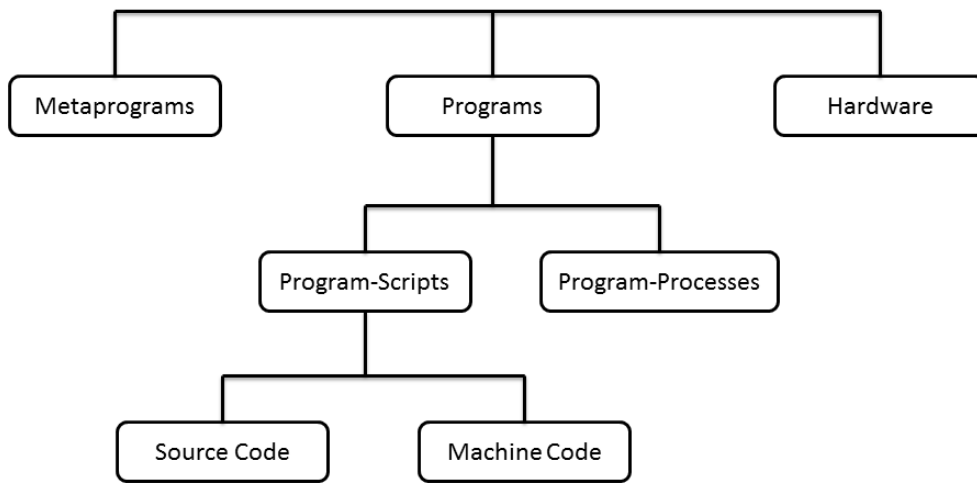 Metaprograms
Programs
Hardware
Program-Scripts
Program-Processes
Source Code
Machine Code